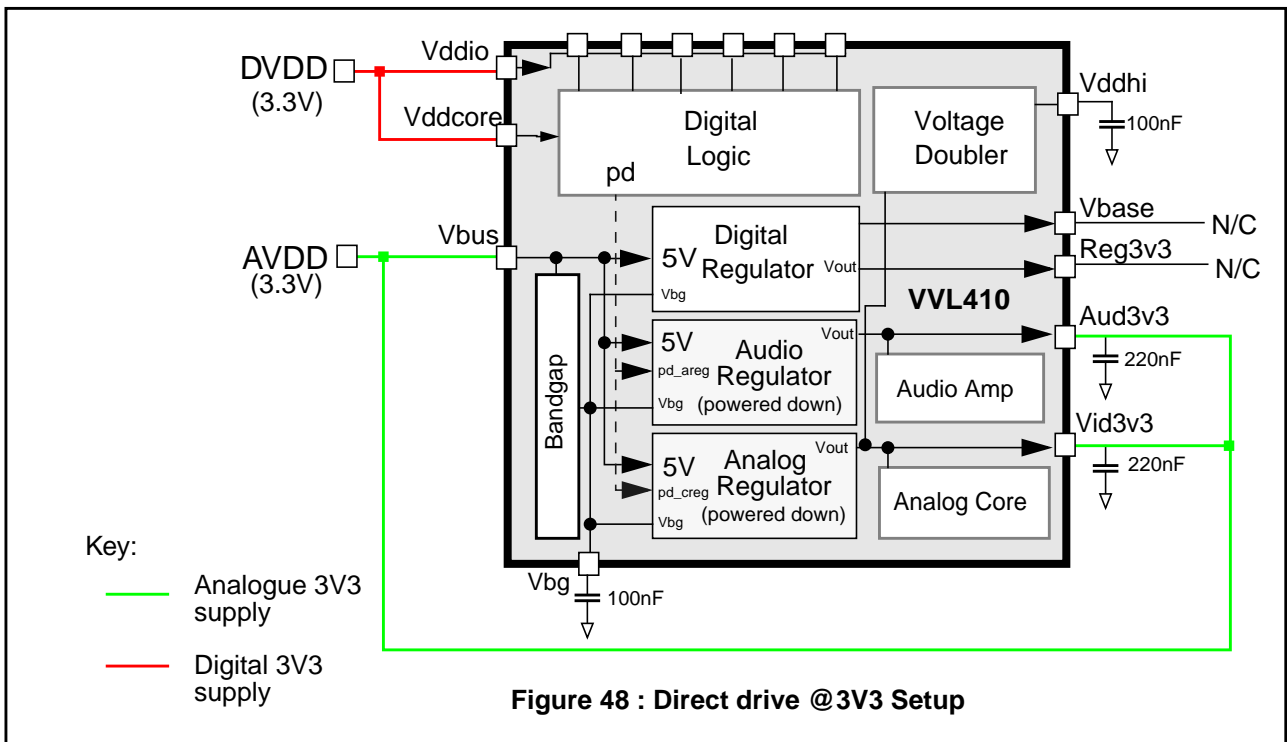 DVDD
(3.3V)
Vddio
Vddcore
Digital
Logic
pd
Voltage
Doubler
Vddhi
100nF
AVDD
(3.3V)
Vbus
5V
Digital
Regulator
Vout
Vbg
Vbase
N/C
Reg3v3
N/C
VVL410
Bandgap
5V
Audio
Regulator
(powered down)
Vout
pd_areg
Vbg
Audio Amp
Aud3v3
220nF
5V
Analog
Regulator
(powered down)
Vout
pd_creg
Vbg
Analog Core
Vid3v3
220nF
Vbg
100nF
Key:
Analogue 3V3
supply
Digital 3V3
supply
Figure 48 : Direct drive @3V3 Setup